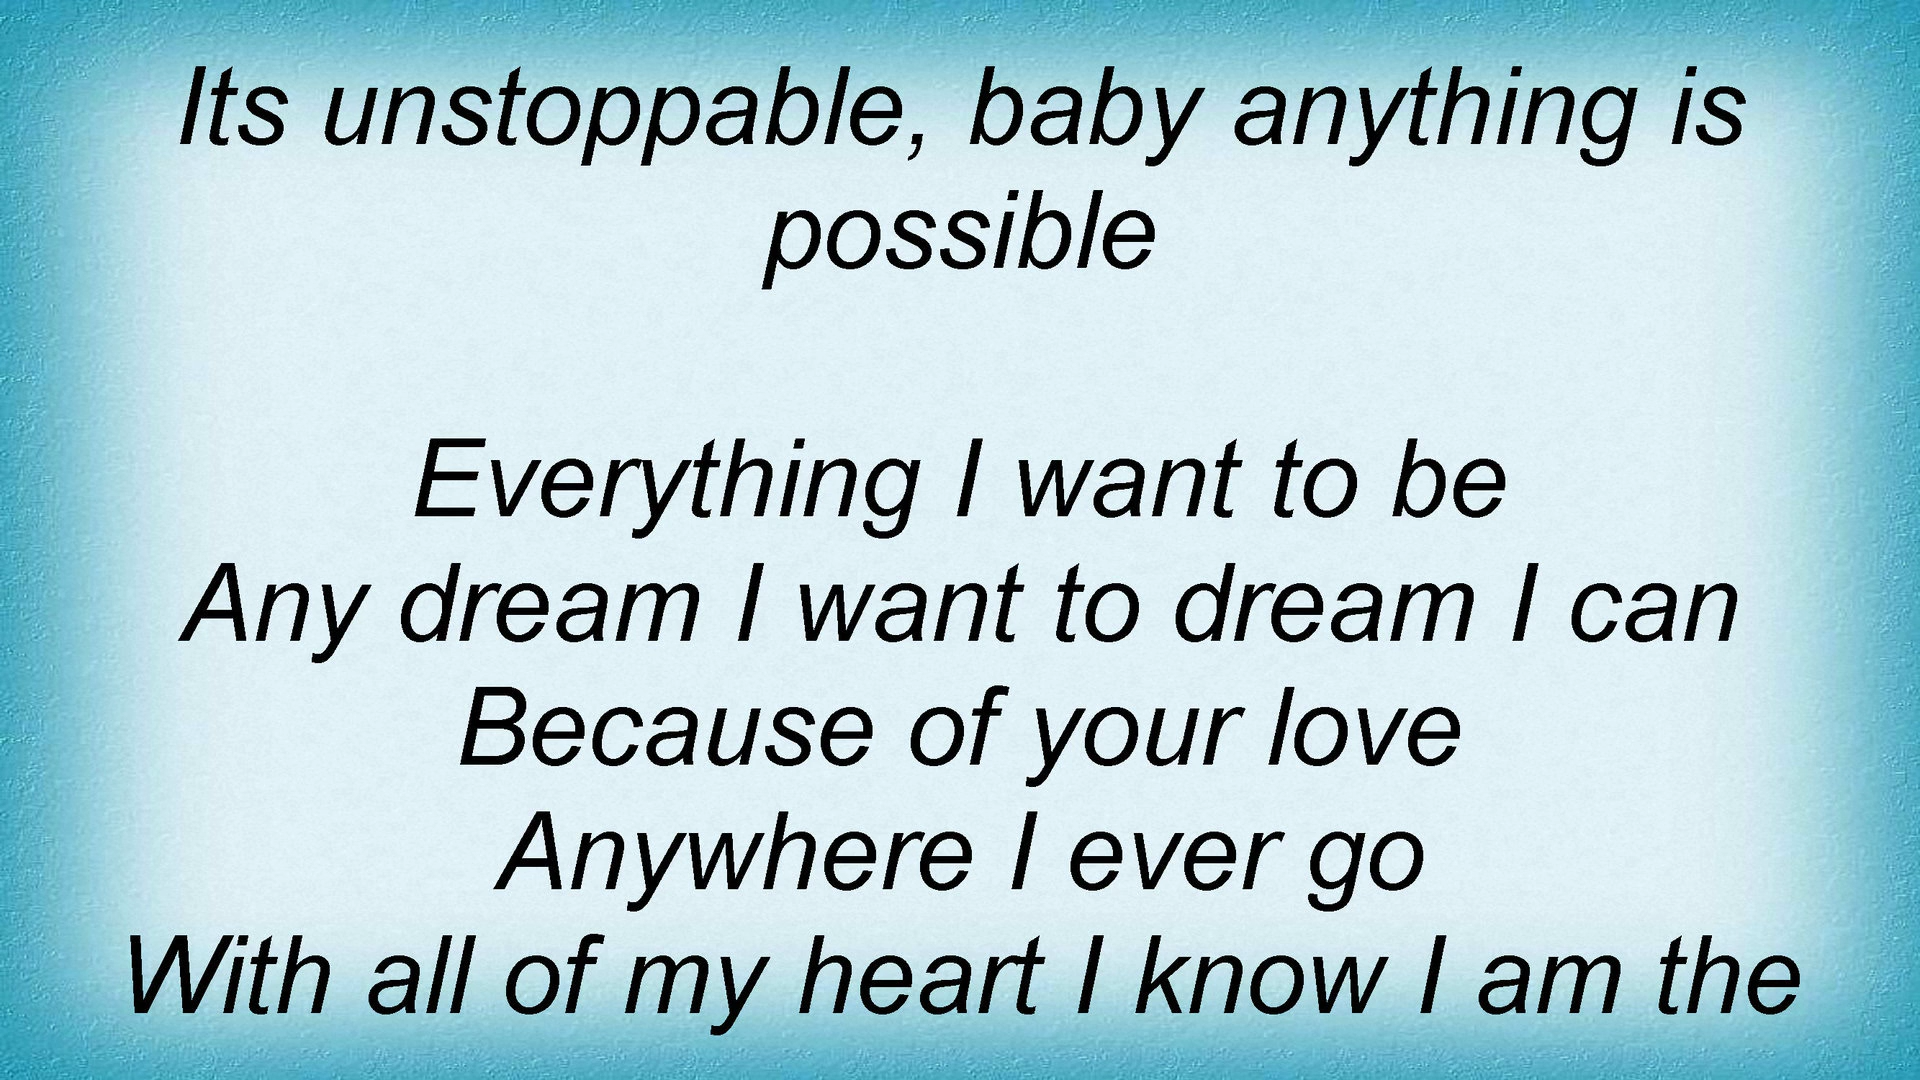 Its unstoppable, baby anything is
possible
Everything I want to be
Any dream I want to dream I can
Because of your love
Anywhere I ever go
With all of my heart I know I am the